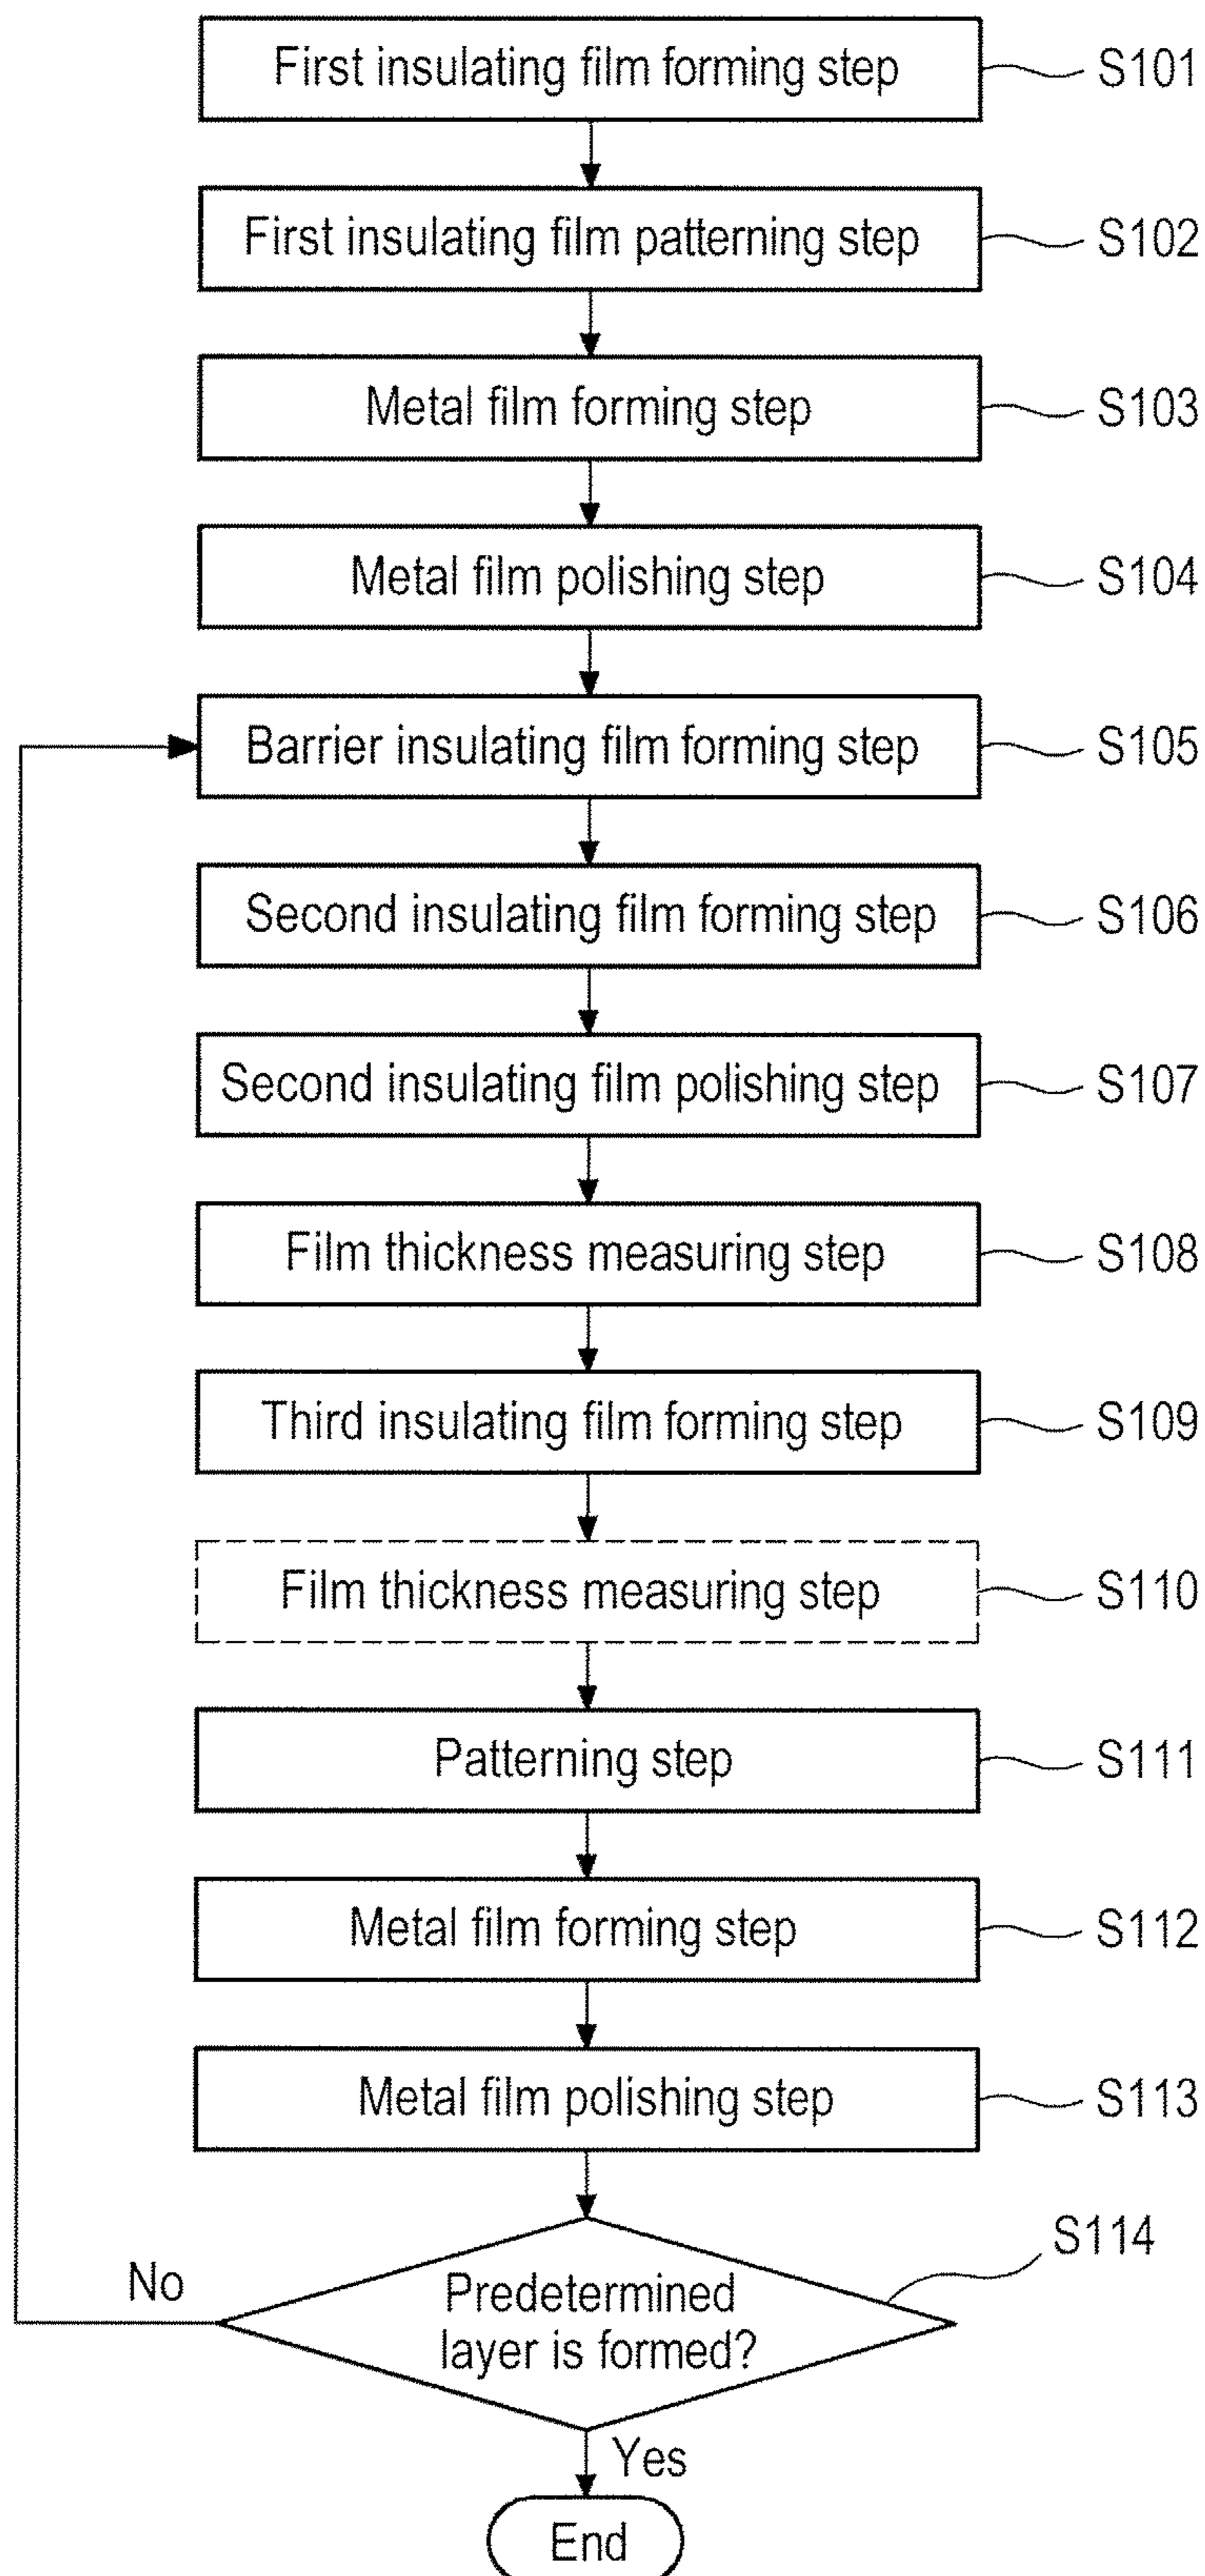 First insulating film forming step S101
First insulating film patterning step S102
Metal film forming step S103
Metal film polishing step S104
Barrier insulating film forming step S105
Second insulating film forming step S106
Second insulating film polishing step S107
Film thickness measuring step S108
Third insulating film forming step S109
Film thickness measuring step S110
Patterning step S111
Metal film forming step S112
Metal film polishing step S113
S114
No
Predetermined
layer is formed?
Yes
End